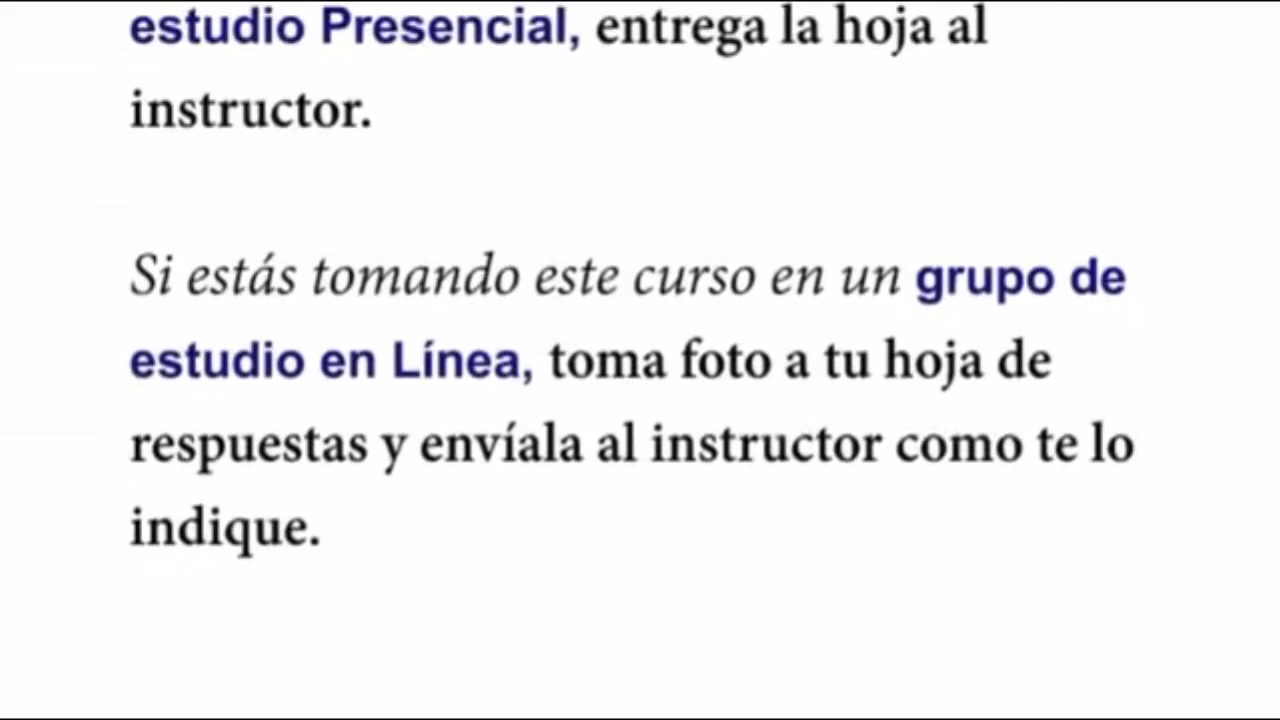 estudio Presencial, entrega la hoja al
instructor.
Si estás tomando este curso en un grupo de
estudio en Línea, toma foto a tu hoja de
respuestas y envíala al instructor como te lo
indique.